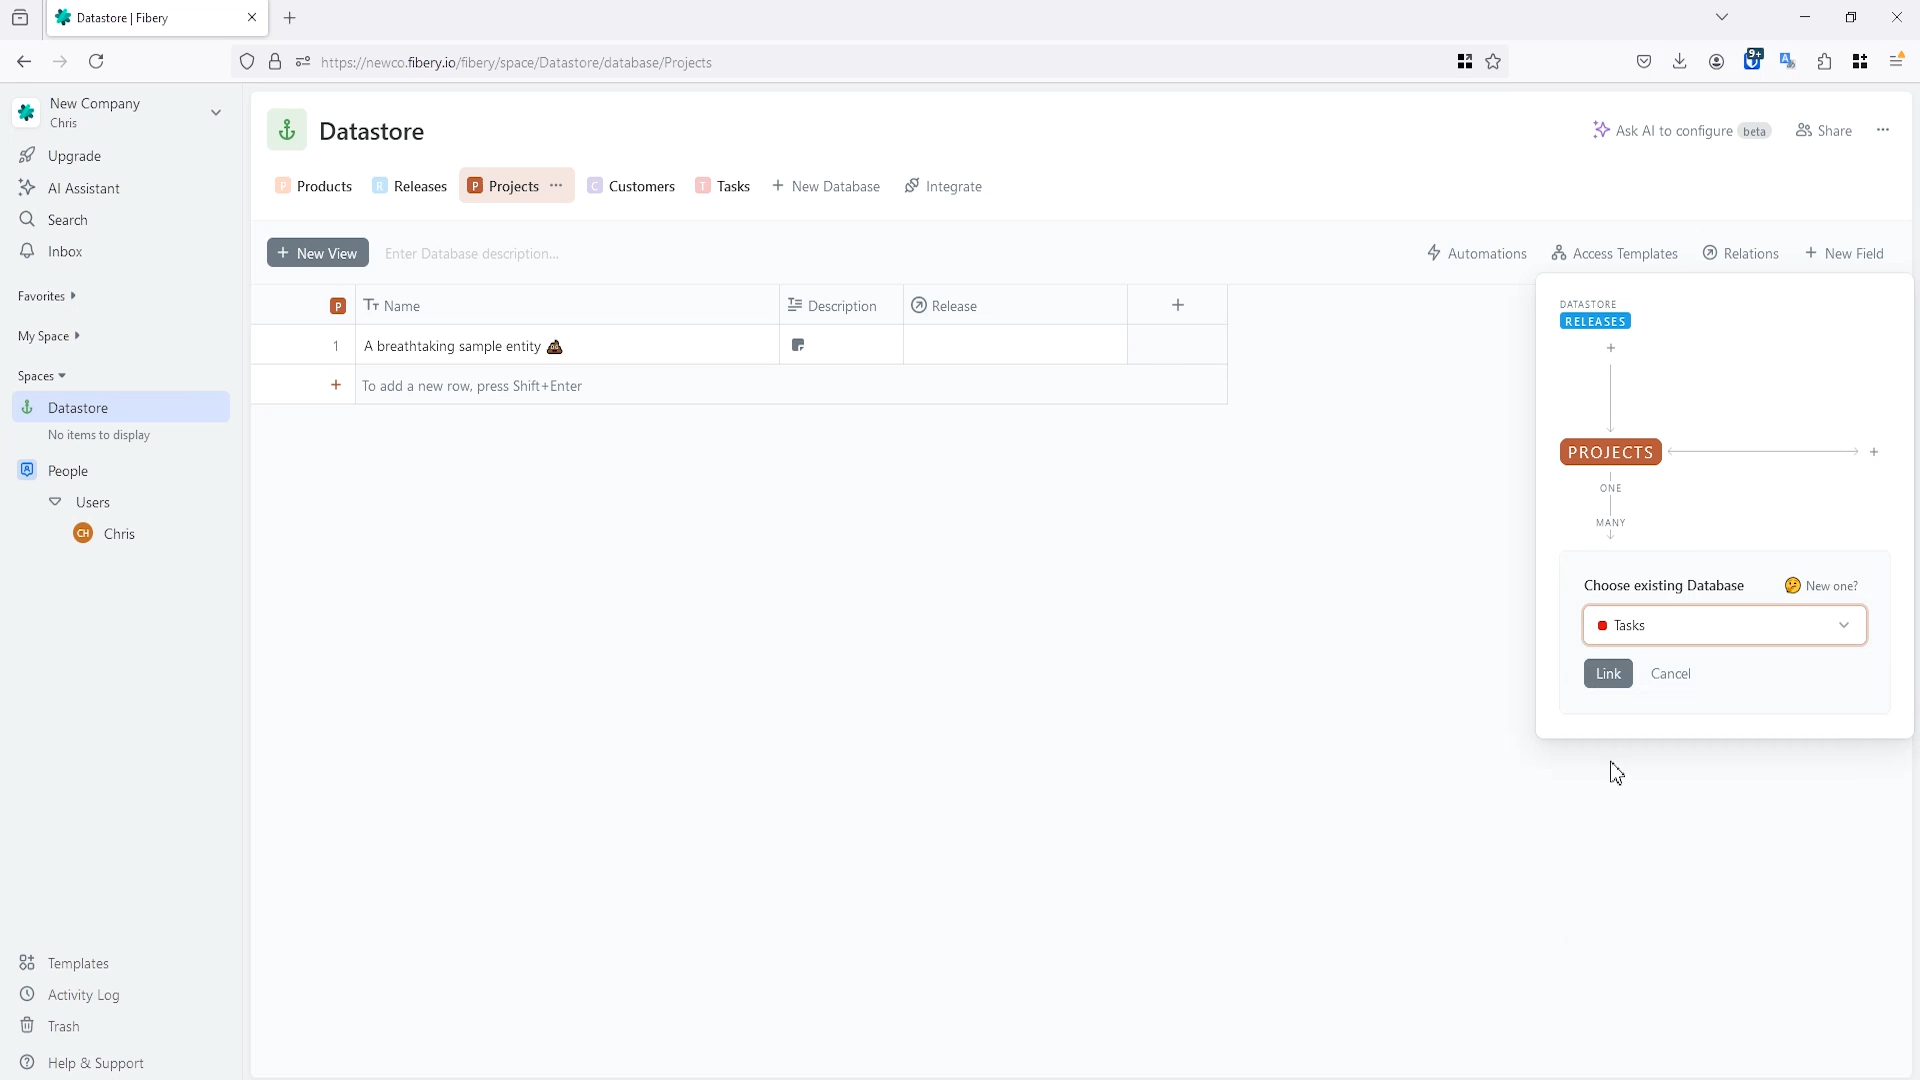 Datastore | Fibery
https://newco.fibery.io/fibery/space/Datastore/database/Projects
9+
New Company
Chris
Upgrade
AI Assistant
Search
Inbox
Favorites
My Space
Spaces
Datastore
No items to display
People
Users
CH Chris
Templates
Activity Log
Trash
Help & Support
Datastore
Ask AI to configure beta
Share
P Products
R Releases
P Projects
C Customers
T Tasks
+ New Database
Integrate
+ New View
Enter Database description...
Automations
Access Templates
Relations
+ New Field
P
Name
Description
Release
+
1
A breathtaking sample entity 💩
+
To add a new row, press Shift+Enter
DATASTORE
RELEASES
+
PROJECTS
+
ONE
MANY
Choose existing Database
🤔 New one?
Tasks
Link
Cancel